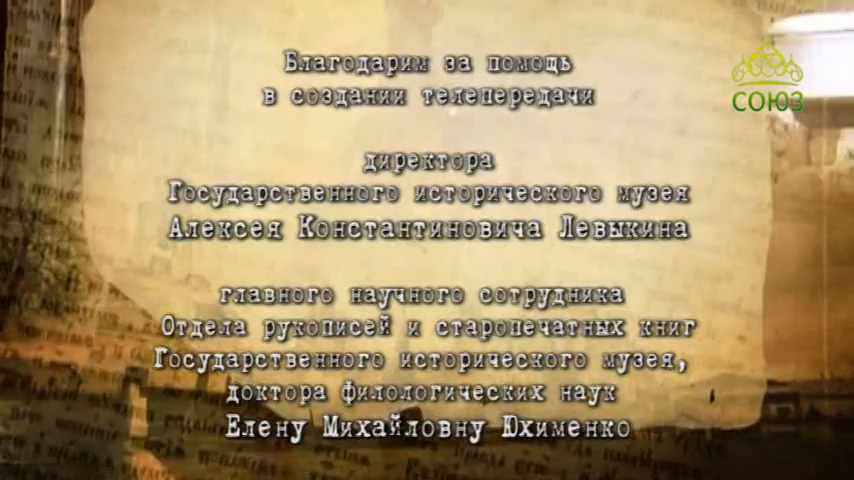 Благодарим за помощь
в создании телепередачи
СОЮЗ
директора
Государственного исторического музея
Алексея Константиновича Левыкина
главного научного сотрудника
Отдела рукописей и старопечатных книг
Государственного исторического музея,
доктора филологических наук
Елену Михайловну Юхименко